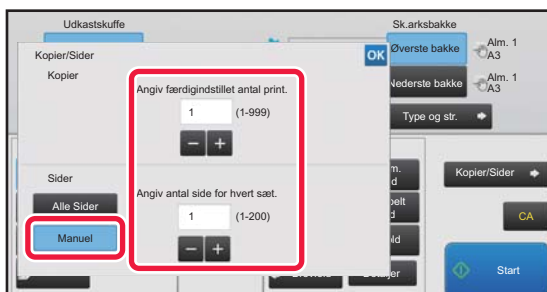 Udkastskuffe
Sk.arksbakke
Kopier/Sider
OK
Øverste bakke
Alm. 1
A3
Kopier
Angiv færdigindstillet antal print.
Nederste bakke
Alm. 1
A3
1
(1-999)
Type og str.
Sider
Angiv antal side for hvert sæt.
Kopier/Sider
Alle Sider
1
(1-200)
CA
Manuel
Start